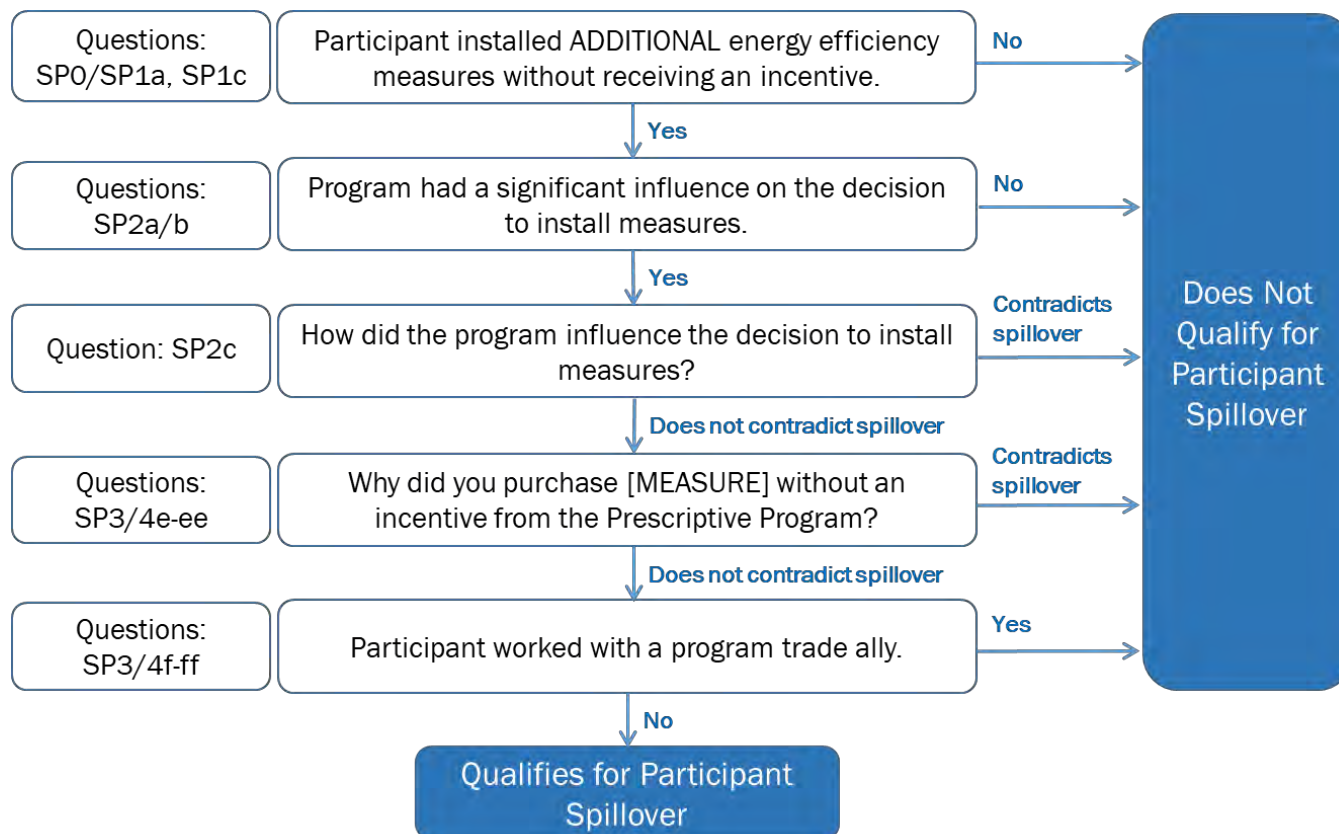 Questions:
SP0/SP1a, SP1c
Participant installed ADDITIONAL energy efficiency
measures without receiving an incentive.
No
Yes
Questions:
SP2a/b
Program had a significant influence on the decision
to install measures.
No
Yes
Question: SP2c
How did the program influence the decision to install
measures?
Contradicts
spillover
Does not contradict spillover
Questions:
SP3/4e-ee
Why did you purchase [MEASURE] without an
incentive from the Prescriptive Program?
Contradicts
spillover
Does not contradict spillover
Questions:
SP3/4f-ff
Participant worked with a program trade ally.
Yes
No
Does Not
Qualify for
Participant
Spillover
Qualifies for Participant
Spillover